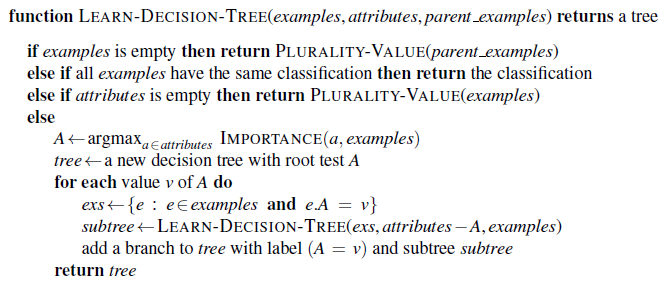 function LEARN-DECISION-TREE(examples, attributes, parent_examples) returns a tree
if examples is empty then return PLURALITY-VALUE(parent_examples)
else if all examples have the same classification then return the classification
else if attributes is empty then return PLURALITY-VALUE(examples)
else
A ← argmax a ∈ attributes IMPORTANCE(a, examples)
tree ← a new decision tree with root test A
for each value v of A do
exs ← {e : e ∈ examples and e.A = v}
subtree ← LEARN-DECISION-TREE(exs, attributes − A, examples)
add a branch to tree with label (A = v) and subtree subtree
return tree